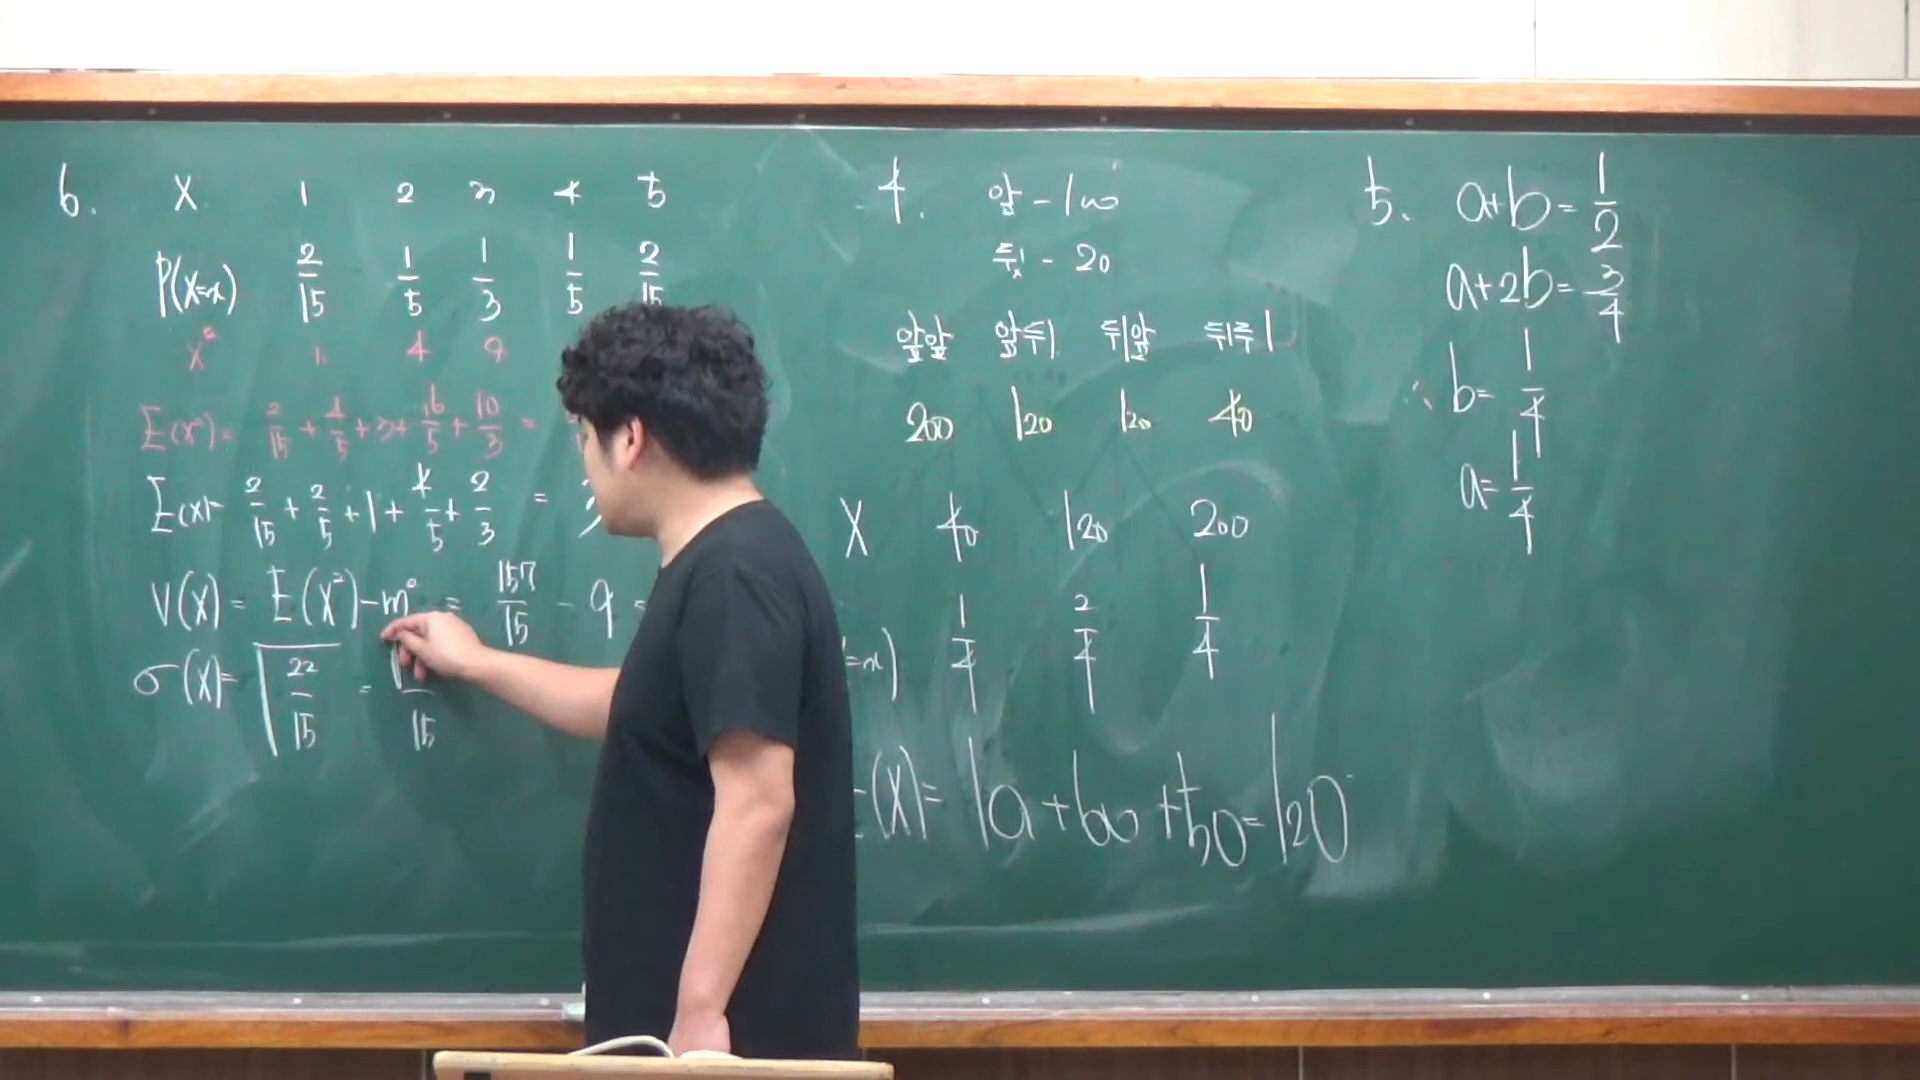 6. X 1 2 3 4 5
P(X=x) 2/15 1/5 1/3 1/5 2/15
X² 1 4 9
E(X²)= 2/15 + 4/5 + 3 + 16/5 + 10/3 =
E(X)= 2/15 + 2/5 + 1 + 4/5 + 2/3 = 3
V(X) = E(X²) - m² = 157/15 - 9 =
σ(X)= √22/15 = /15
4. 앞 - 100
뒤 - 20
앞앞 앞뒤 뒤앞 뒤뒤
200 120 120 40
X 40 120 200
=x) 1/4 2/4 1/4
(X)= 10 + 60 + 50 = 120
5. a+b= 1/2
a+2b= 3/4
∴ b= 1/4
a= 1/4